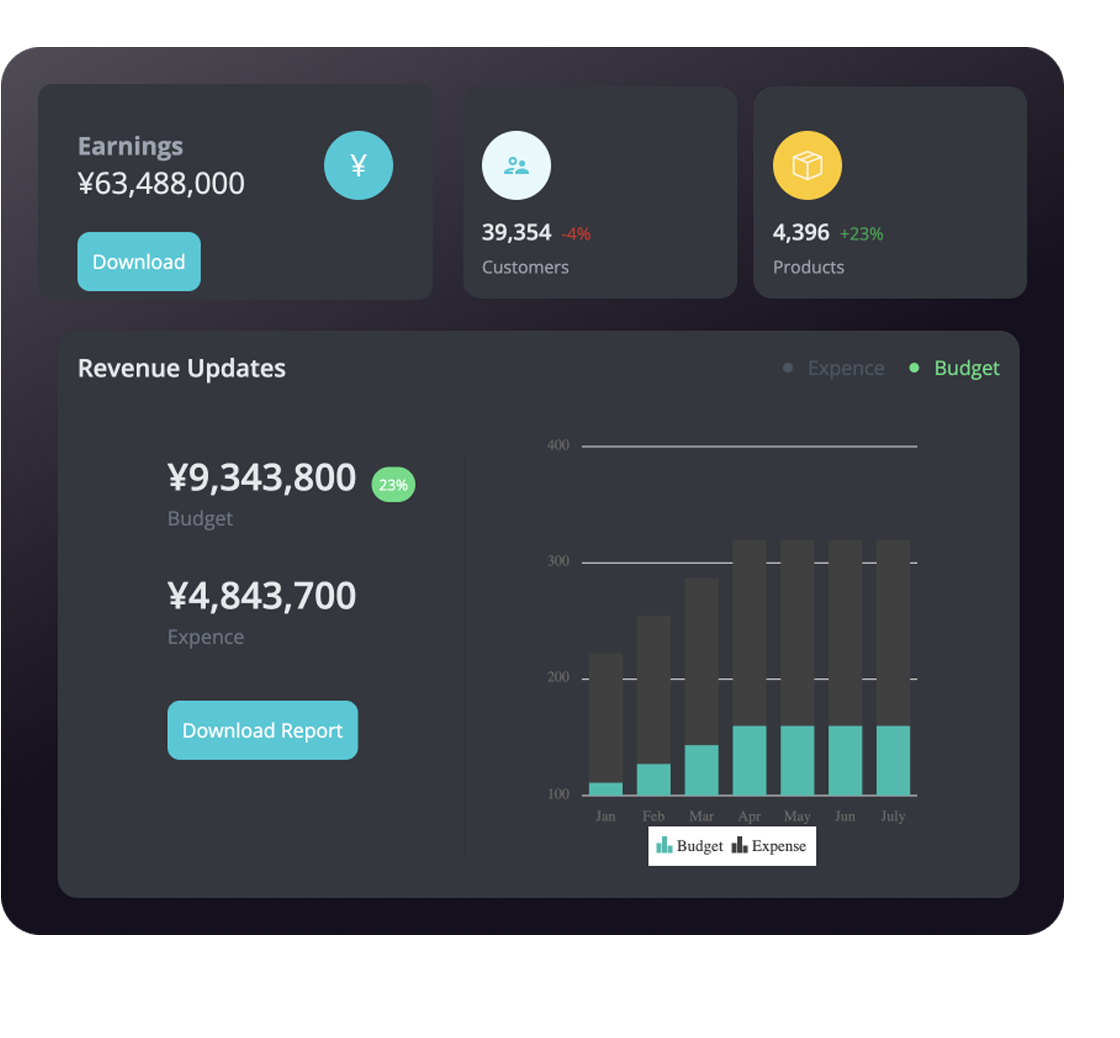 Earnings
¥63,488,000
¥
Download
39,354 -4%
Customers
4,396 +23%
Products
Revenue Updates
Expence
Budget
¥9,343,800 23%
Budget
¥4,843,700
Expence
Download Report
400
300
200
100
Jan Feb Mar Apr May Jun July
Budget Expense